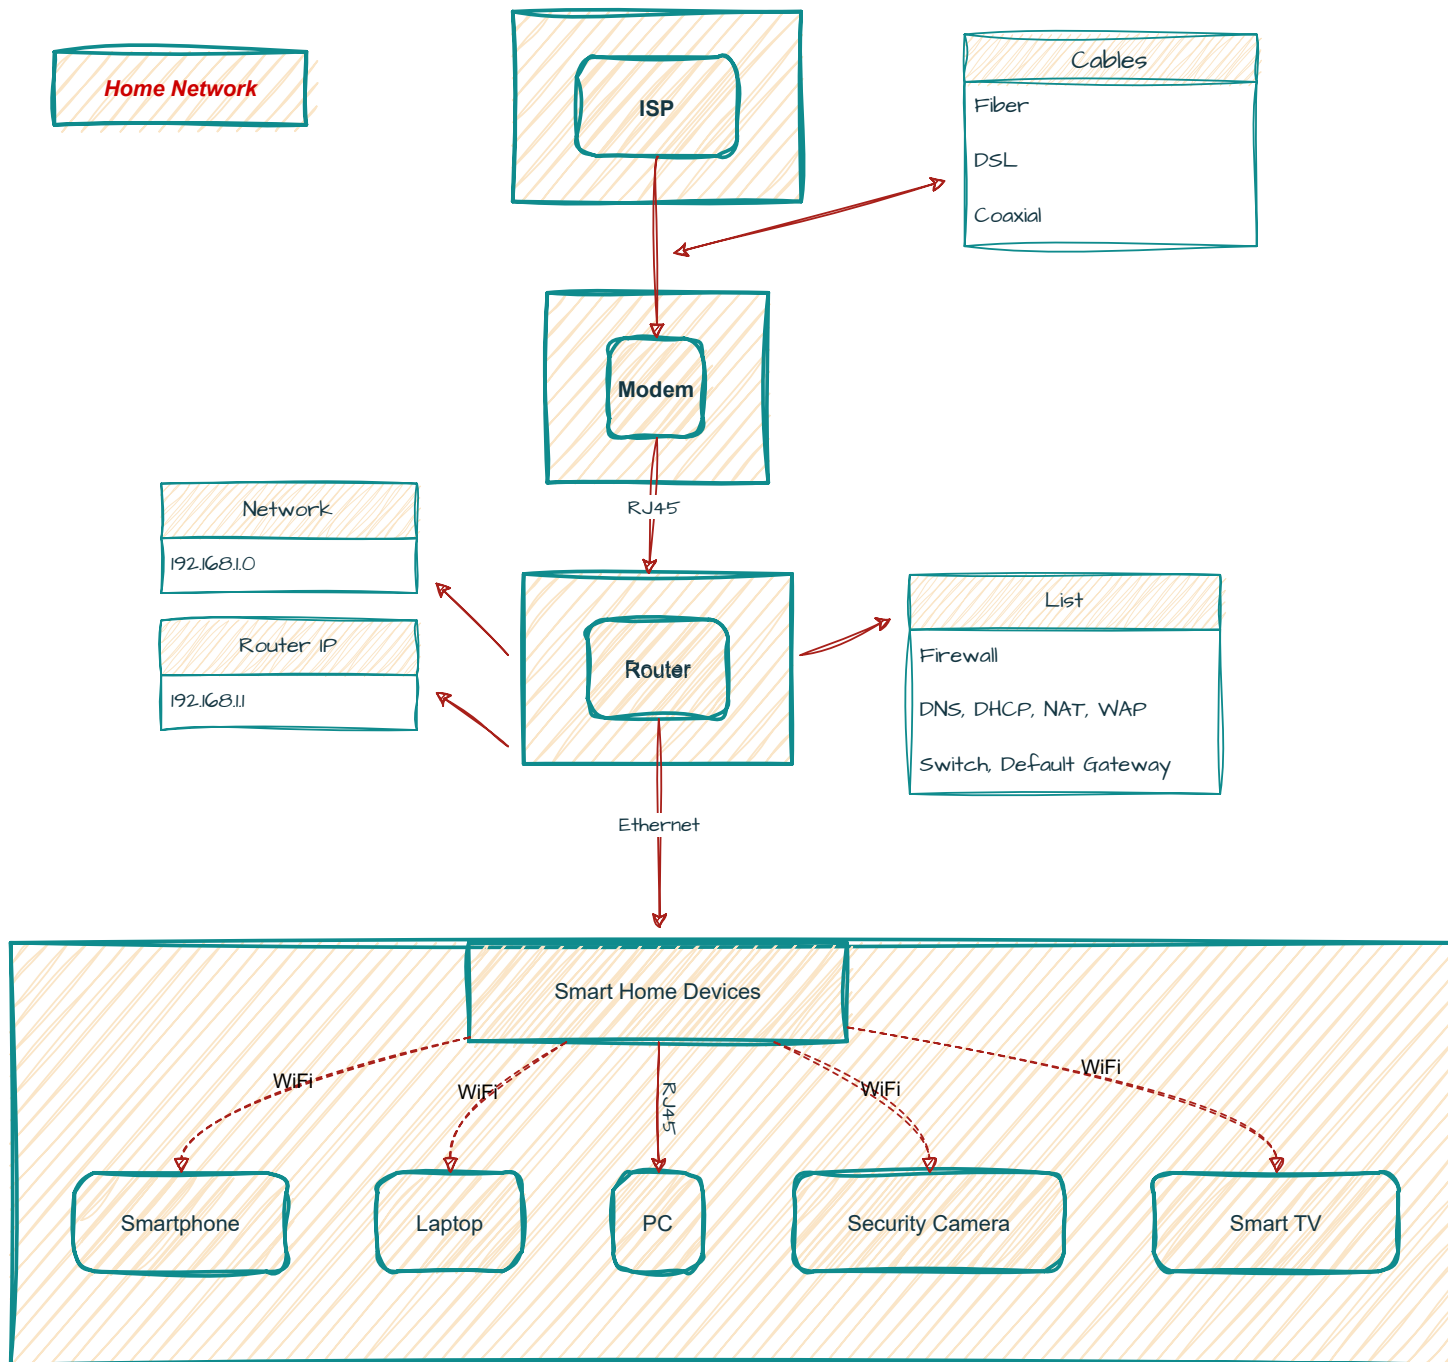 Home Network
ISP
Cables
Fiber
DSL
Coaxial
Modem
RJ45
Network
192.168.1.0
Router IP
192.168.1.1
Router
List
Firewall
DNS, DHCP, NAT, WAP
Switch, Default Gateway
Ethernet
Smart Home Devices
WiFi
WiFi
RJ45
WiFi
WiFi
Smartphone
Laptop
PC
Security Camera
Smart TV